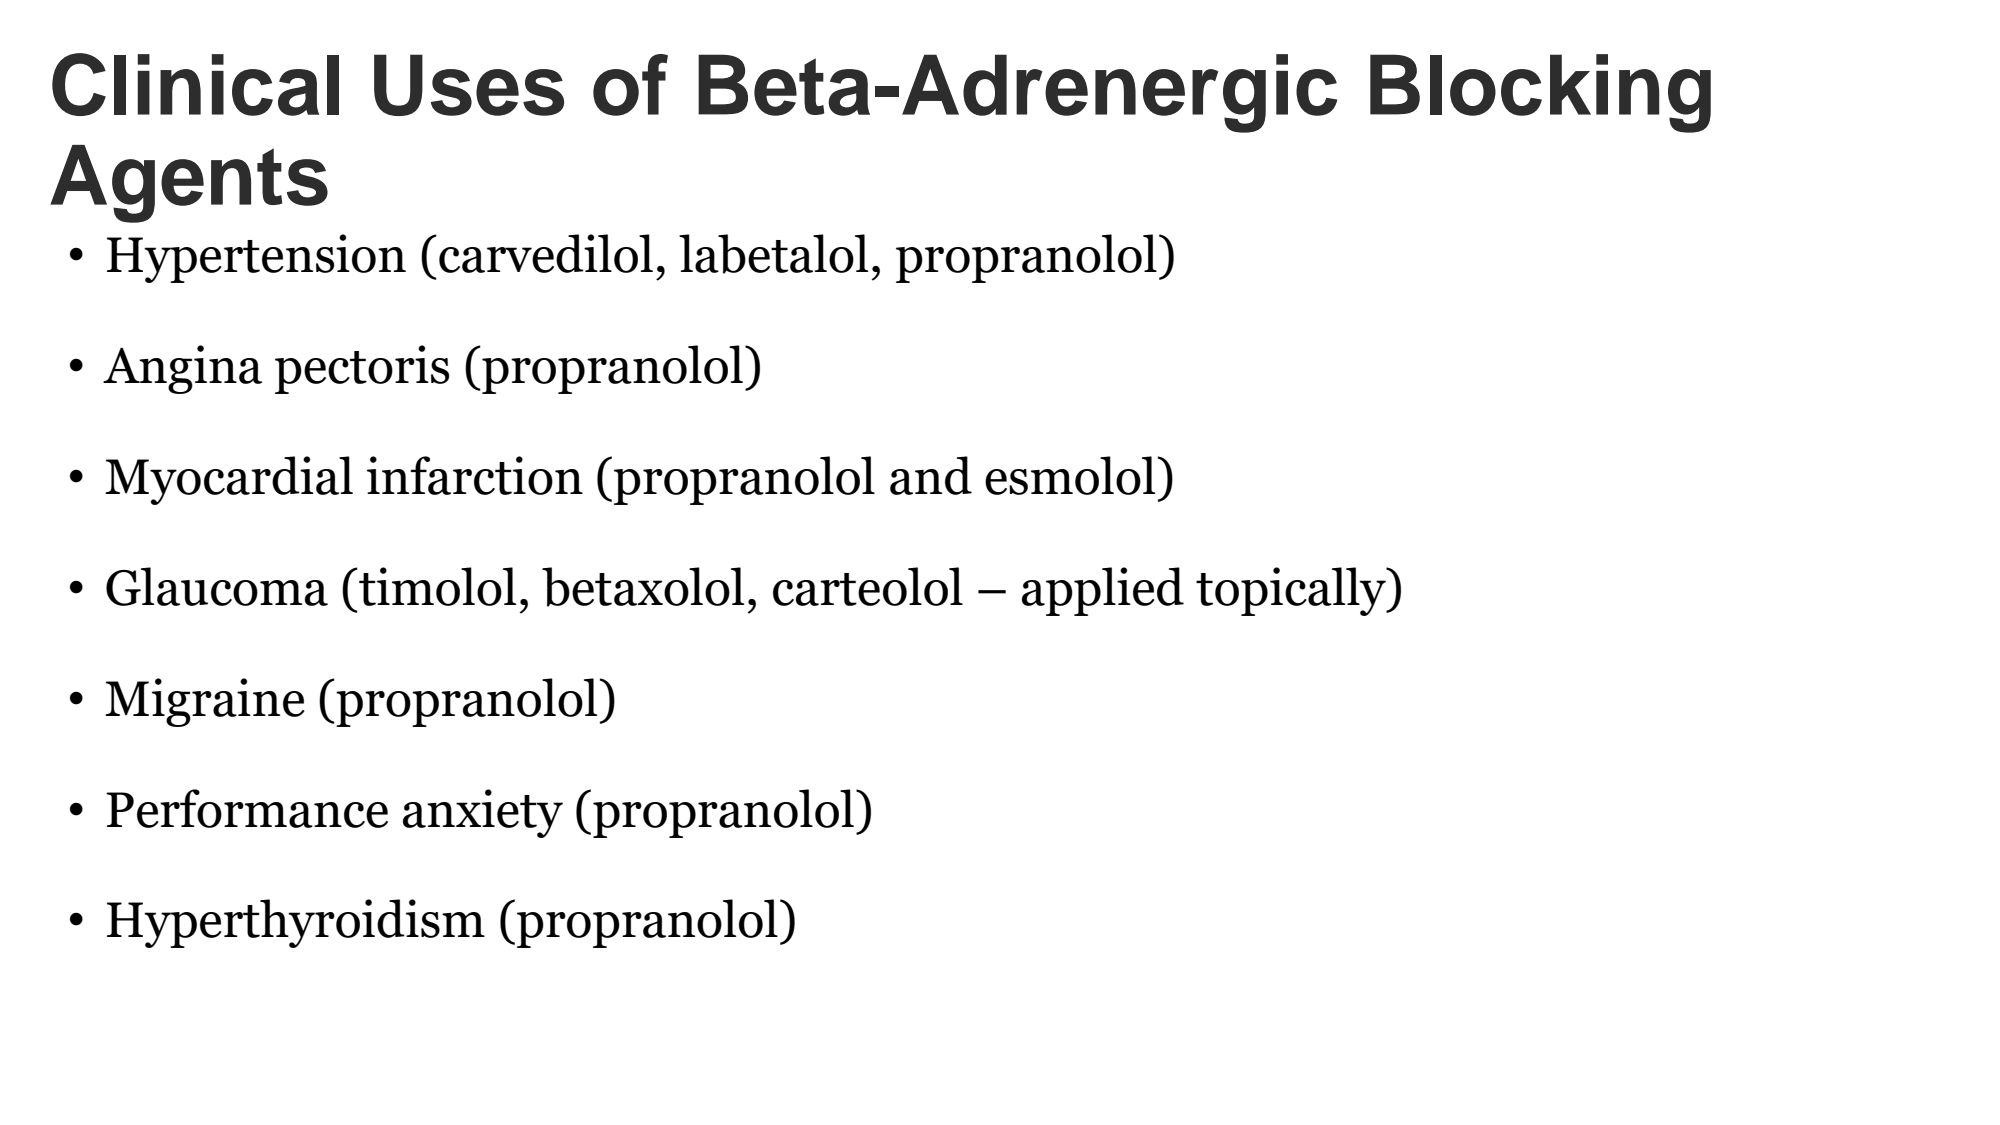 Clinical Uses of Beta-Adrenergic Blocking
Agents
• Hypertension (carvedilol, labetalol, propranolol)
• Angina pectoris (propranolol)
• Myocardial infarction (propranolol and esmolol)
• Glaucoma (timolol, betaxolol, carteolol – applied topically)
• Migraine (propranolol)
• Performance anxiety (propranolol)
• Hyperthyroidism (propranolol)